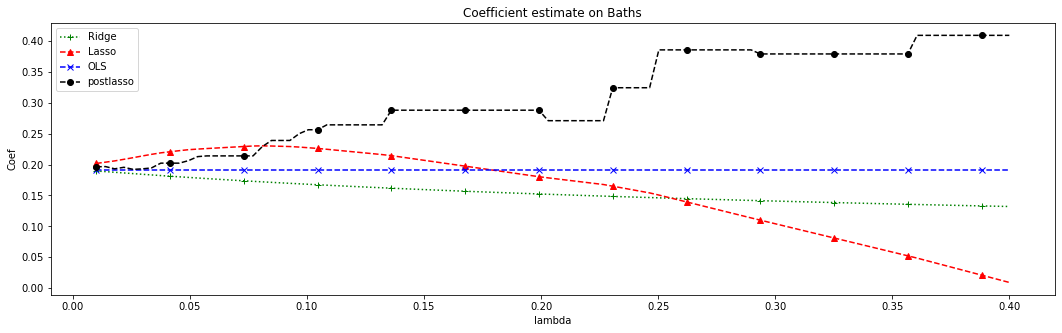 Coefficient estimate on Baths
Ridge
Lasso
OLS
postlasso
Coef
0.40
0.35
0.30
0.25
0.20
0.15
0.10
0.05
0.00
0.00 0.05 0.10 0.15 0.20 0.25 0.30 0.35 0.40
lambda